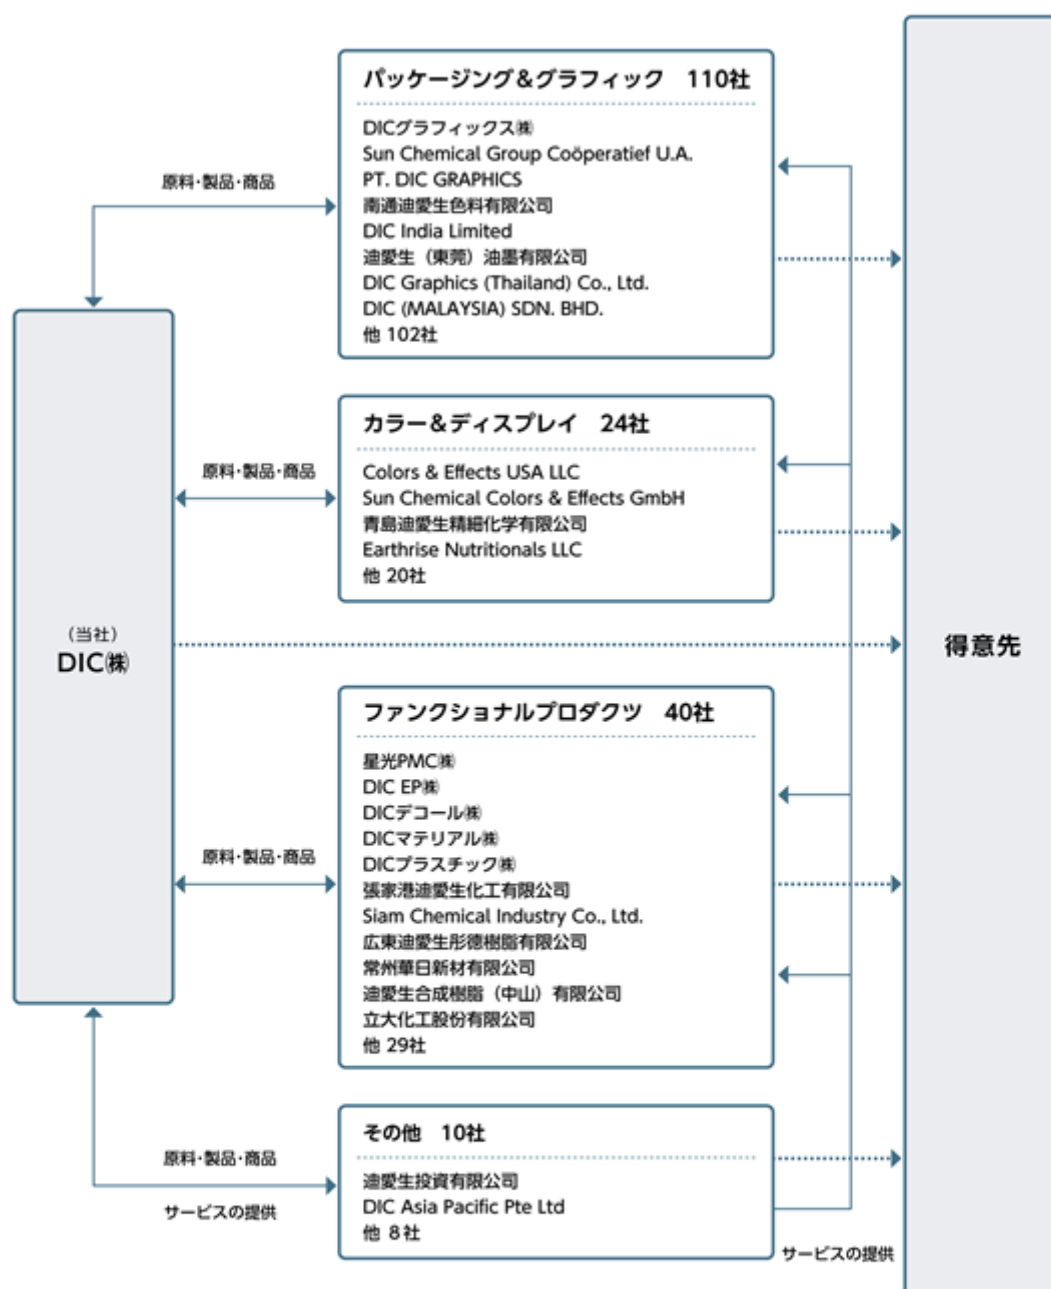 パッケージング&グラフィック 110社
DICグラフィックス㈱
Sun Chemical Group Coöperatief U.A.
PT. DIC GRAPHICS
南通迪愛生色料有限公司
DIC India Limited
迪愛生（東莞）油墨有限公司
DIC Graphics (Thailand) Co., Ltd.
DIC (MALAYSIA) SDN. BHD.
他 102社
原料・製品・商品
カラー&ディスプレイ 24社
Colors & Effects USA LLC
Sun Chemical Colors & Effects GmbH
青島迪愛生精細化学有限公司
Earthrise Nutritionals LLC
他 20社
原料・製品・商品
（当社）
DIC㈱
得意先
ファンクショナルプロダクツ 40社
星光PMC㈱
DIC EP㈱
DICデコール㈱
DICマテリアル㈱
DICプラスチック㈱
張家港迪愛生化工有限公司
Siam Chemical Industry Co., Ltd.
広東迪愛生彤徳樹脂有限公司
常州華日新材有限公司
迪愛生合成樹脂（中山）有限公司
立大化工股份有限公司
他 29社
原料・製品・商品
その他 10社
迪愛生投資有限公司
DIC Asia Pacific Pte Ltd
他 8社
原料・製品・商品
サービスの提供
サービスの提供